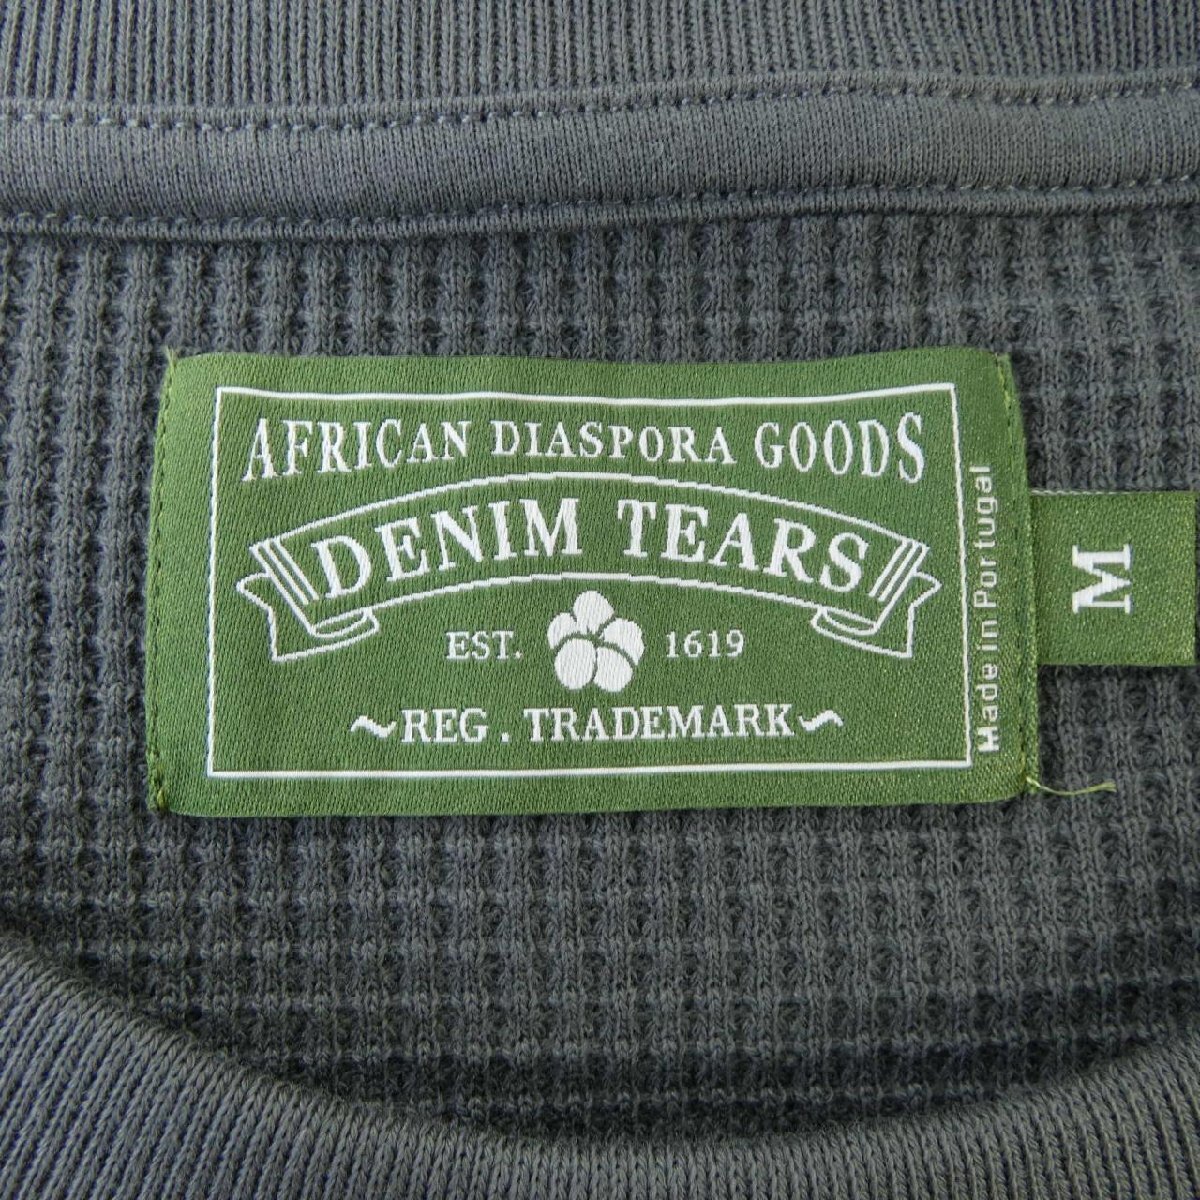 AFRICAN DIASPORA GOODS
DENIM TEARS
EST. 1619
~REG. TRADEMARK~
Made in Portugal
M